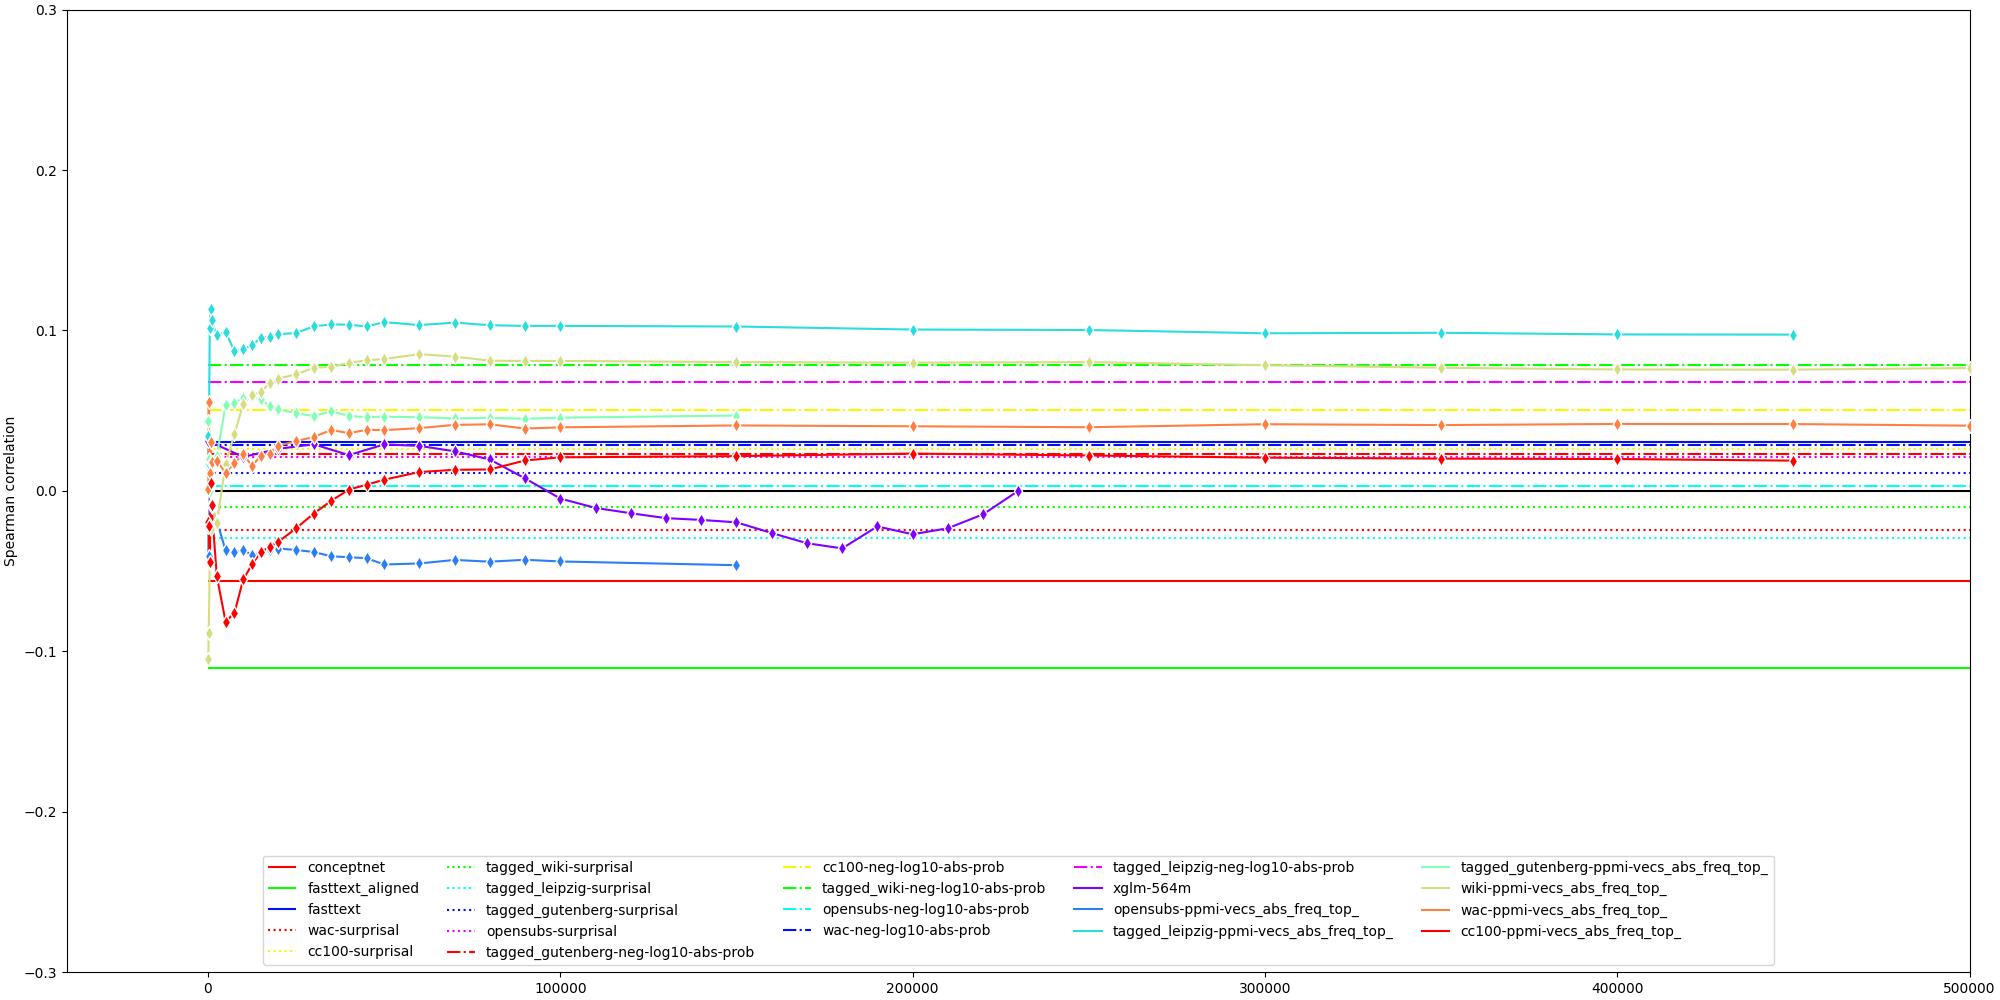 0.3
0.2
0.1
0.0
−0.1
−0.2
−0.3
Spearman correlation
conceptnet
fasttext_aligned
fasttext
wac-surprisal
cc100-surprisal
tagged_wiki-surprisal
tagged_leipzig-surprisal
tagged_gutenberg-surprisal
opensubs-surprisal
tagged_gutenberg-neg-log10-abs-prob
cc100-neg-log10-abs-prob
tagged_wiki-neg-log10-abs-prob
opensubs-neg-log10-abs-prob
wac-neg-log10-abs-prob
tagged_leipzig-neg-log10-abs-prob
xglm-564m
opensubs-ppmi-vecs_abs_freq_top_
tagged_leipzig-ppmi-vecs_abs_freq_top_
tagged_gutenberg-ppmi-vecs_abs_freq_top_
wiki-ppmi-vecs_abs_freq_top_
wac-ppmi-vecs_abs_freq_top_
cc100-ppmi-vecs_abs_freq_top_
0
100000
200000
300000
400000
500000